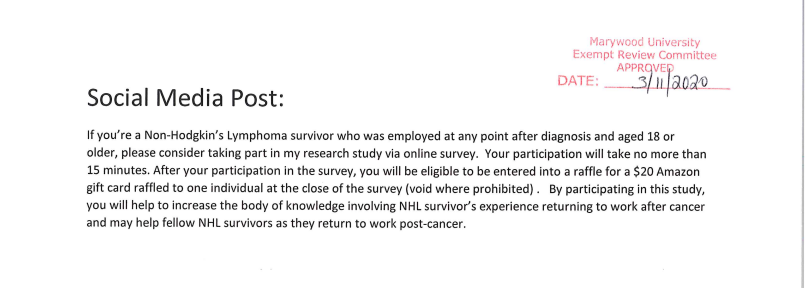 Marywood University
Exempt Review Committee
APPROVED
DATE: 3/11/2020
Social Media Post:
If you're a Non-Hodgkin's Lymphoma survivor who was employed at any point after diagnosis and aged 18 or
older, please consider taking part in my research study via online survey.  Your participation will take no more than
15 minutes. After your participation in the survey, you will be eligible to be entered into a raffle for a $20 Amazon
gift card raffled to one individual at the close of the survey (void where prohibited) .   By participating in this study,
you will help to increase the body of knowledge involving NHL survivor's experience returning to work after cancer
and may help fellow NHL survivors as they return to work post-cancer.